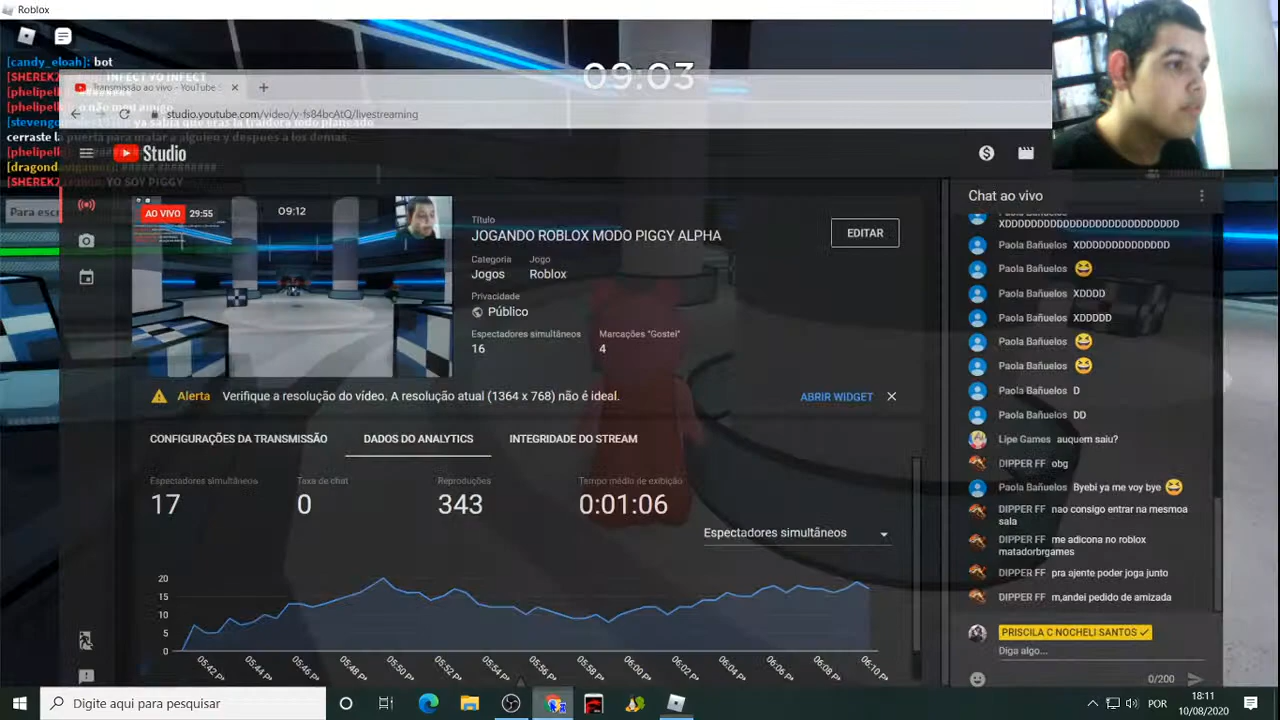 Roblox
[candy_eloah]: bot
INFECT YO INFECT
Transmissão ao vivo - YouTube S
09:03
studio.youtube.com/video/y-fs84bcAtQ/livestreaming
ya sabia que eras la traidora todo planeado
cerraste la puerta para matar a alguien y despues a los demas
YO SOY PIGGY
Para esc
Studio
AO VIVO 29:55
09:12
Título
JOGANDO ROBLOX MODO PIGGY ALPHA
EDITAR
Categoria Jogo
Jogos Roblox
Privacidade
Público
Espectadores simultâneos Marcações "Gostei"
16 4
Alerta Verifique a resolução do vídeo. A resolução atual (1364 x 768) não é ideal.
ABRIR WIDGET
CONFIGURAÇÕES DA TRANSMISSÃO DADOS DO ANALYTICS INTEGRIDADE DO STREAM
Espectadores simultâneos Taxa de chat Reproduções Tempo médio de exibição
17 0 343 0:01:06
Espectadores simultâneos
20
15
10
5
0
Chat ao vivo
Paola Bañuelos
XDDDDDDDDDDDDDDDDDDDDDDDDDD
Paola Bañuelos XDDDDDDDDDDDDDD
Paola Bañuelos 😆
Paola Bañuelos XDDDD
Paola Bañuelos XDDDDD
Paola Bañuelos 😆
Paola Bañuelos 😆
Paola Bañuelos D
Paola Bañuelos DD
Lipe Games auquem saiu?
DIPPER FF obg
Paola Bañuelos Byebi ya me voy bye 😆
DIPPER FF nao consigo entrar na mesmoa
sala
DIPPER FF me adicona no roblox
matadorbrgames
DIPPER FF pra ajente poder joga junto
DIPPER FF m,andei pedido de amizada
PRISCILA C NOCHELI SANTOS
Diga algo...
0/200
Digite aqui para pesquisar
POR
18:11
10/08/2020